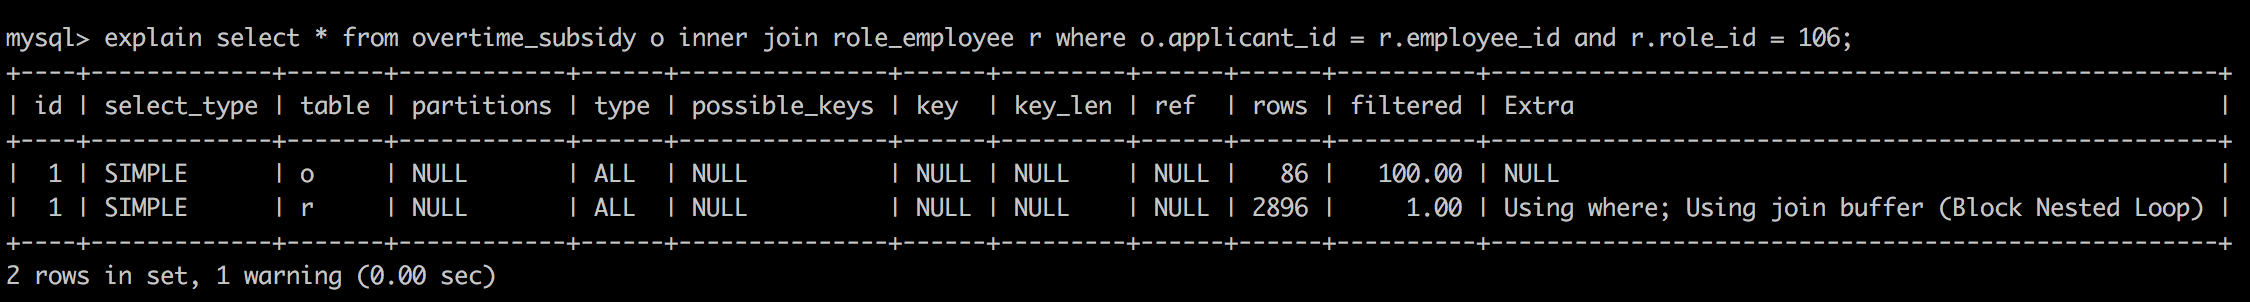 mysql> explain select * from overtime_subsidy o inner join role_employee r where o.applicant_id = r.employee_id and r.role_id = 106;
+----+-------------+-------+------------+------+---------------+------+---------+------+------+----------+----------------------------------------------------+
| id | select_type | table | partitions | type | possible_keys | key  | key_len | ref  | rows | filtered | Extra                                              |
+----+-------------+-------+------------+------+---------------+------+---------+------+------+----------+----------------------------------------------------+
|  1 | SIMPLE      | o     | NULL       | ALL  | NULL          | NULL | NULL    | NULL |   86 |   100.00 | NULL                                               |
|  1 | SIMPLE      | r     | NULL       | ALL  | NULL          | NULL | NULL    | NULL | 2896 |     1.00 | Using where; Using join buffer (Block Nested Loop) |
+----+-------------+-------+------------+------+---------------+------+---------+------+------+----------+----------------------------------------------------+
2 rows in set, 1 warning (0.00 sec)